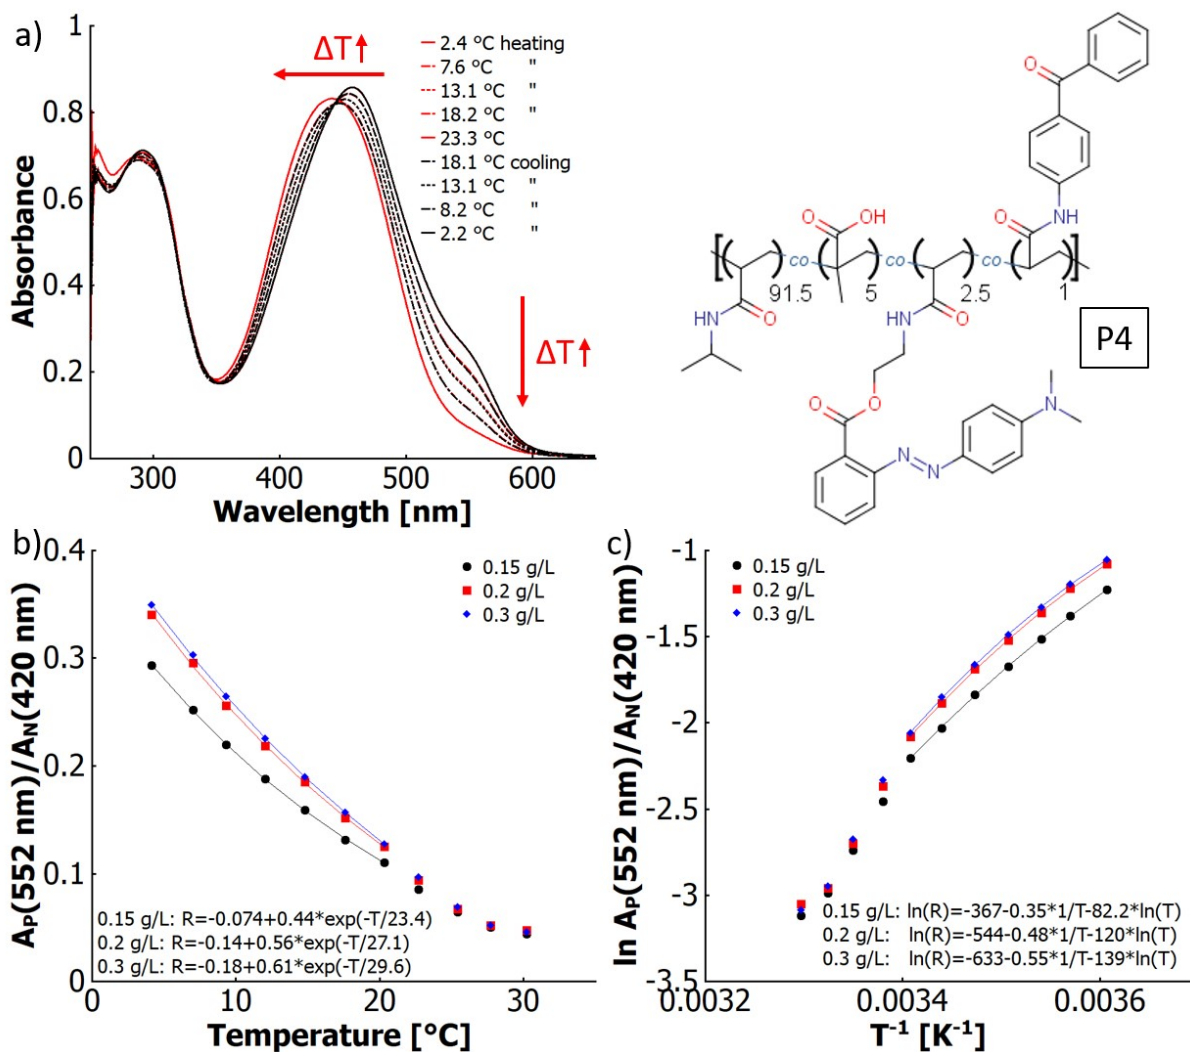 a)
1
0.8
0.6
0.4
0.2
0
Absorbance
300
400
500
600
Wavelength [nm]
ΔT↑
ΔT↑
2.4 °C heating
7.6 °C "
13.1 °C "
18.2 °C "
23.3 °C
18.1 °C cooling
13.1 °C "
8.2 °C "
2.2 °C "
O
NH
O
OH
O
co
co
co
91.5
5
2.5
1
HN
O
NH
O
O
O
N
N
N
P4
b)
0.4
0.3
0.2
0.1
0
Aₚ(552 nm)/Aɴ(420 nm)
0
10
20
30
Temperature [°C]
0.15 g/L
0.2 g/L
0.3 g/L
0.15 g/L: R=-0.074+0.44*exp(-T/23.4)
0.2 g/L: R=-0.14+0.56*exp(-T/27.1)
0.3 g/L: R=-0.18+0.61*exp(-T/29.6)
c)
-1
-1.5
-2
-2.5
-3
-3.5
ln Aₚ(552 nm)/Aɴ(420 nm)
0.0032
0.0034
0.0036
T⁻¹ [K⁻¹]
0.15 g/L
0.2 g/L
0.3 g/L
0.15 g/L: ln(R)=-367-0.35*1/T-82.2*ln(T)
0.2 g/L: ln(R)=-544-0.48*1/T-120*ln(T)
0.3 g/L: ln(R)=-633-0.55*1/T-139*ln(T)